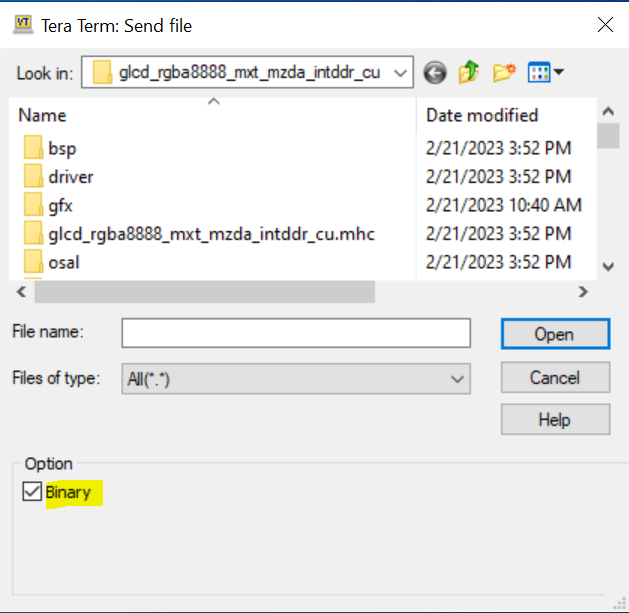 Tera Term: Send file
Look in: glcd_rgba8888_mxt_mzda_intddr_cu
Name Date modified
bsp 2/21/2023 3:52 PM
driver 2/21/2023 3:52 PM
gfx 2/21/2023 10:40 AM
glcd_rgba8888_mxt_mzda_intddr_cu.mhc 2/21/2023 3:52 PM
osal 2/21/2023 3:52 PM
File name: Open
Files of type: All(*.*) Cancel
Help
Option
Binary